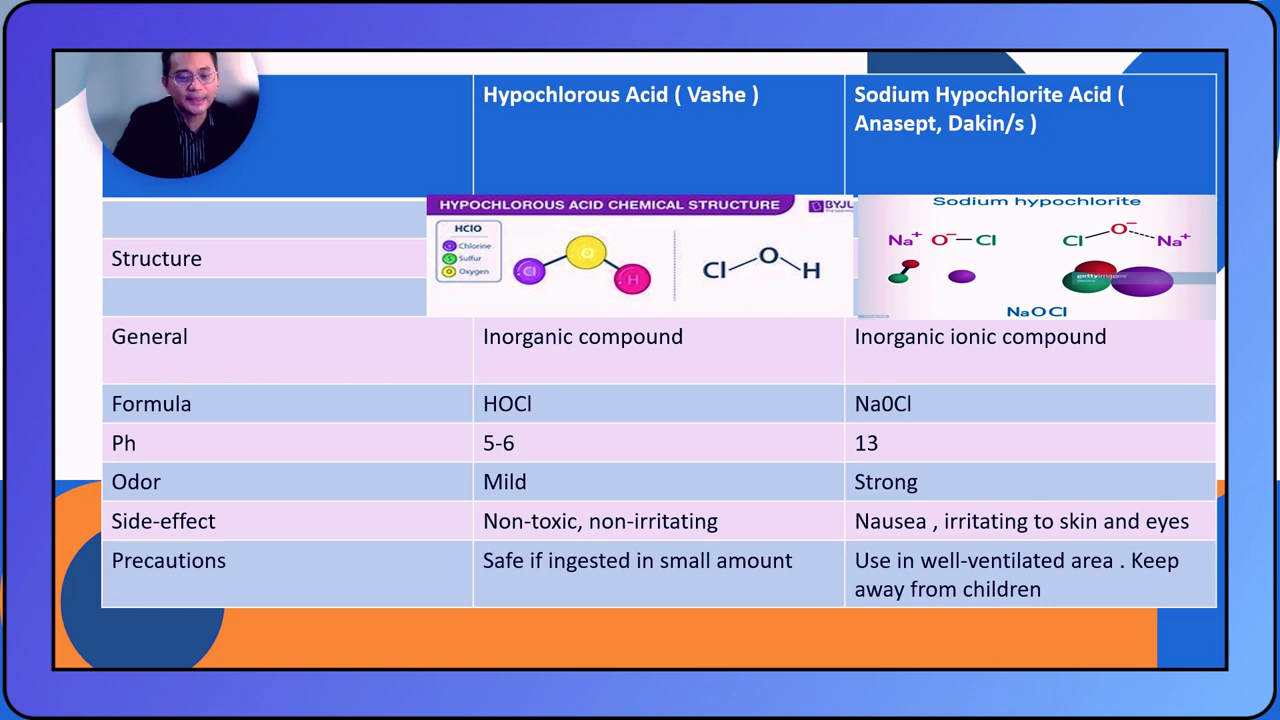 Hypochlorous Acid ( Vashe )
Sodium Hypochlorite Acid (
Anasept, Dakin/s )
HYPOCHLOROUS ACID CHEMICAL STRUCTURE
BYJU
HClO
Chlorine
Sulfur
Oxygen
Cl
O
H
Cl
O
H
Sodium hypochlorite
Na+ O− Cl
Cl O− Na+
gettyimages
NaOCl
Structure
General
Inorganic compound
Inorganic ionic compound
Formula
HOCl
Na0Cl
Ph
5-6
13
Odor
Mild
Strong
Side-effect
Non-toxic, non-irritating
Nausea , irritating to skin and eyes
Precautions
Safe if ingested in small amount
Use in well-ventilated area . Keep
away from children